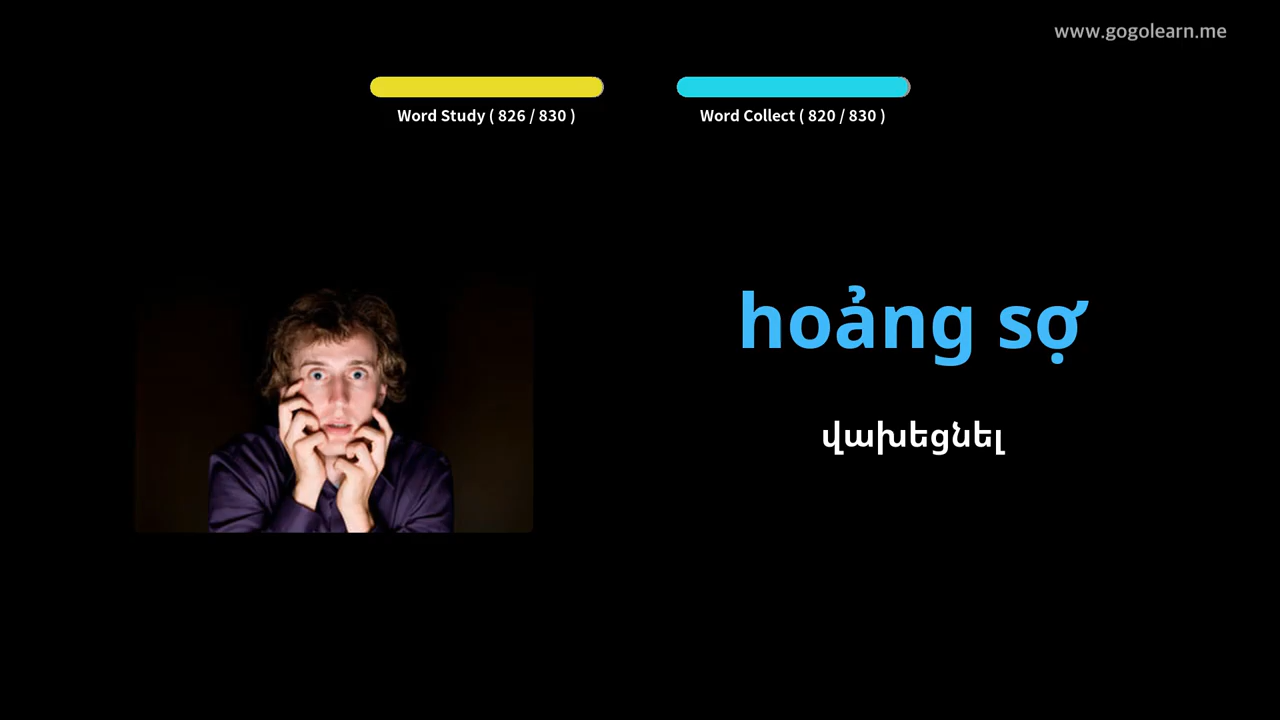 www.gogolearn.me
Word Study ( 826 / 830 )
Word Collect ( 820 / 830 )
hoảng sợ
վախեցնել